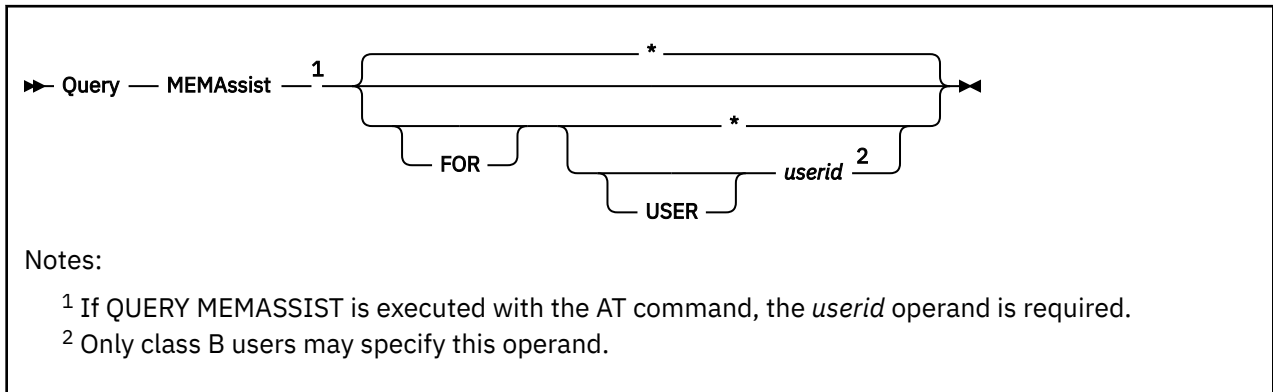 *
Query MEMAssist 1
*
FOR
userid 2
USER
Notes:
1 If QUERY MEMASSIST is executed with the AT command, the userid operand is required.
2 Only class B users may specify this operand.